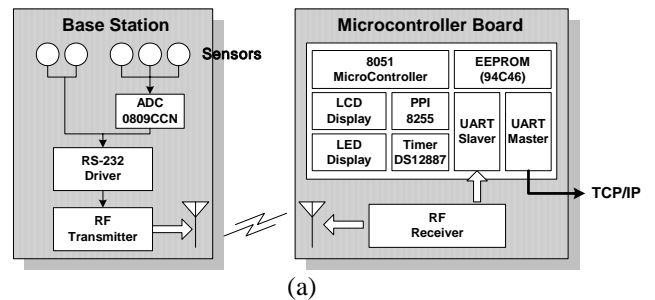 Base Station
Sensors
ADC
0809CCN
RS-232
Driver
RF
Transmitter
Microcontroller Board
8051
MicroController
EEPROM
(94C46)
LCD
Display
PPI
8255
UART
Slaver
UART
Master
LED
Display
Timer
DS12887
TCP/IP
RF
Receiver
(a)